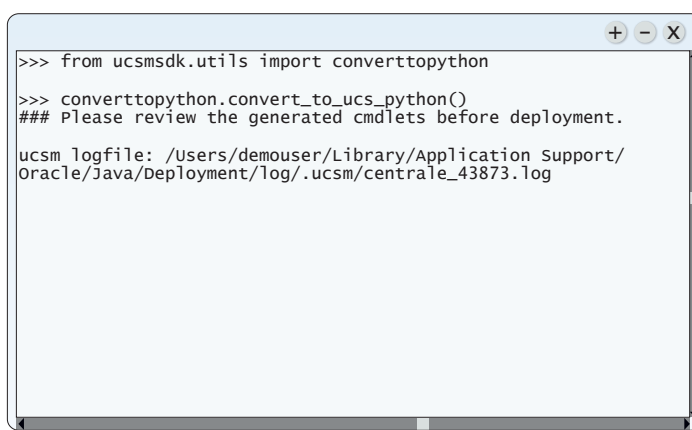 + - X
>>> from ucsmsdk.utils import converttopython
>>> converttopython.convert_to_ucs_python()
### Please review the generated cmdlets before deployment.
ucsm logfile: /Users/demouser/Library/Application Support/
Oracle/Java/Deployment/log/.ucsm/centrale_43873.log